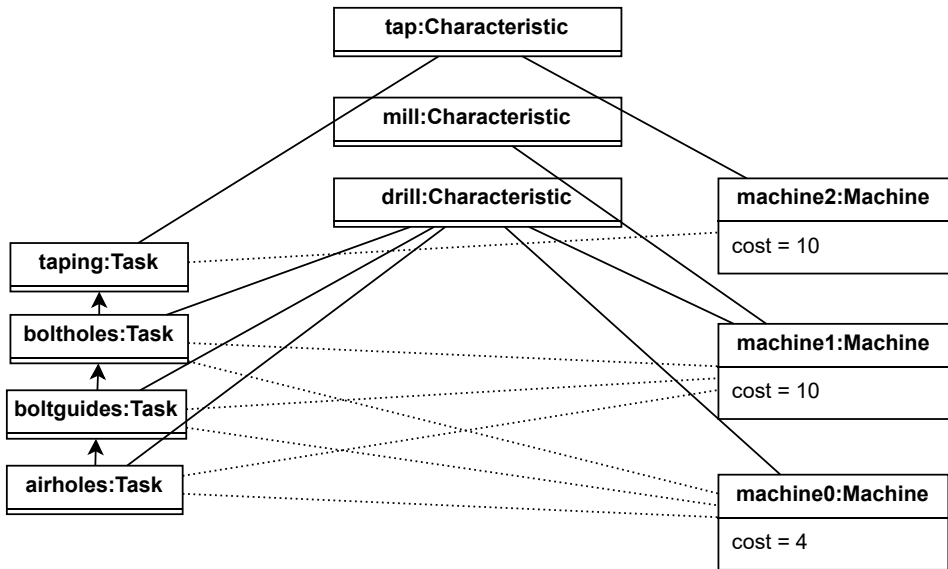 tap:Characteristic
mill:Characteristic
drill:Characteristic
machine2:Machine
cost = 10
taping:Task
boltholes:Task
machine1:Machine
cost = 10
boltguides:Task
airholes:Task
machine0:Machine
cost = 4